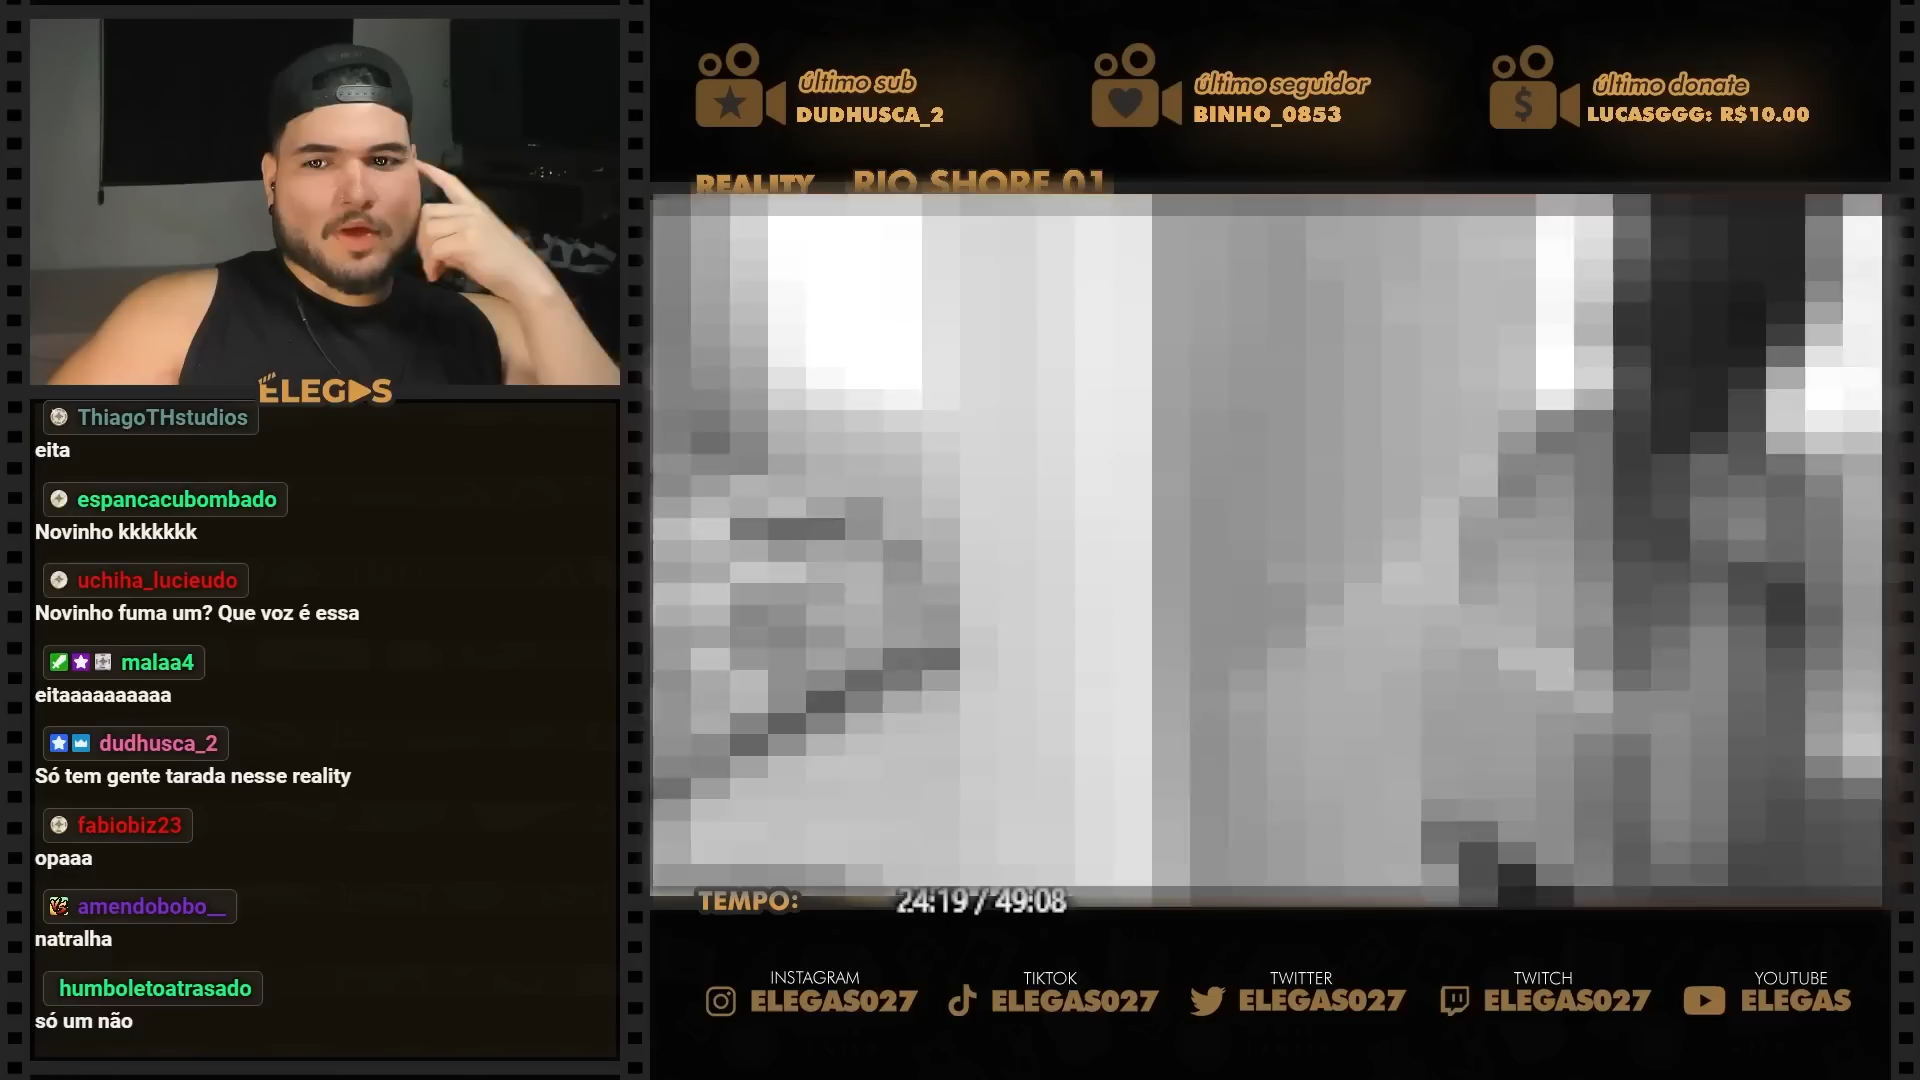 último sub
DUDHUSCA_2
último seguidor
BINHO_0853
último donate
LUCASGGG: R$10.00
REALITY RIO SHORE 01
ELEGAS
ThiagoTHstudios
eita
espancacubombado
Novinho kkkkkkk
uchiha_lucieudo
Novinho fuma um? Que voz é essa
malaa4
eitaaaaaaaaaa
dudhusca_2
Só tem gente tarada nesse reality
fabiobiz23
opaaa
amendobobo__
natralha
humboletoatrasado
só um não
TEMPO: 24:19 / 49:08
INSTAGRAM
ELEGAS027
TIKTOK
ELEGAS027
TWITTER
ELEGAS027
TWITCH
ELEGAS027
YOUTUBE
ELEGAS